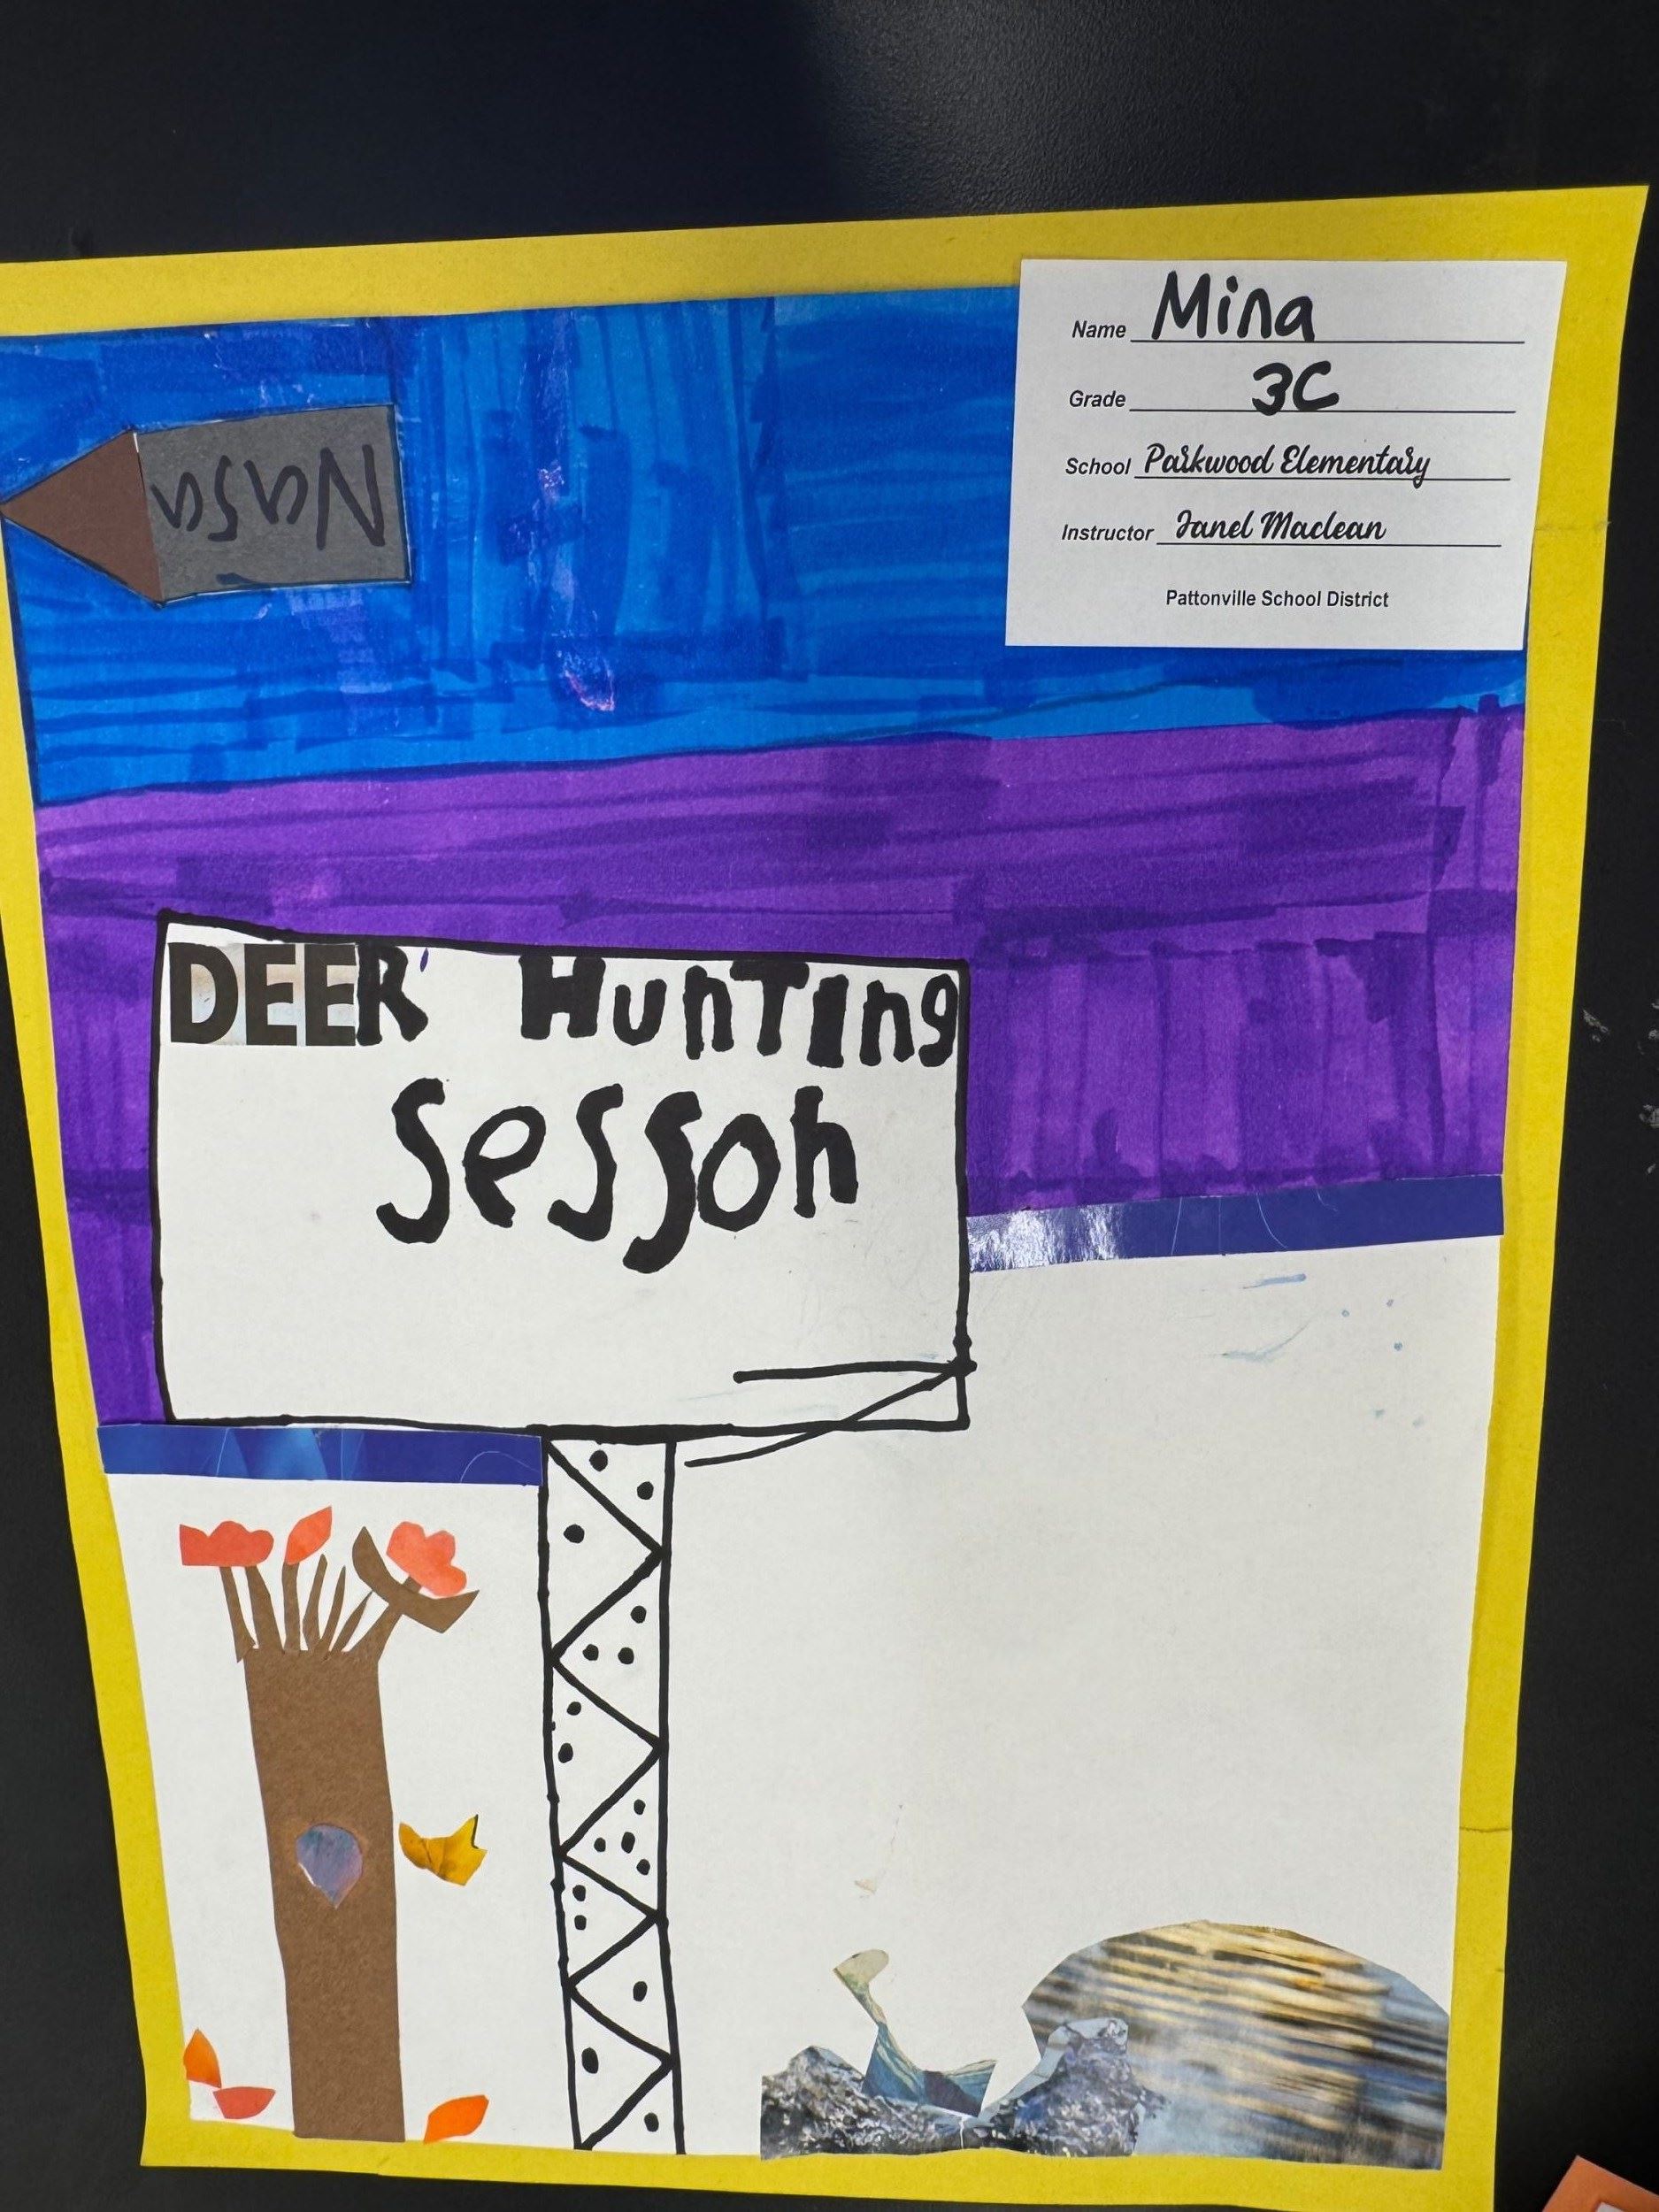 Name Mina
Grade 3C
School Parkwood Elementary
Instructor Janel Maclean
Pattonville School District
Nasa
DEER Hunting
Sesson